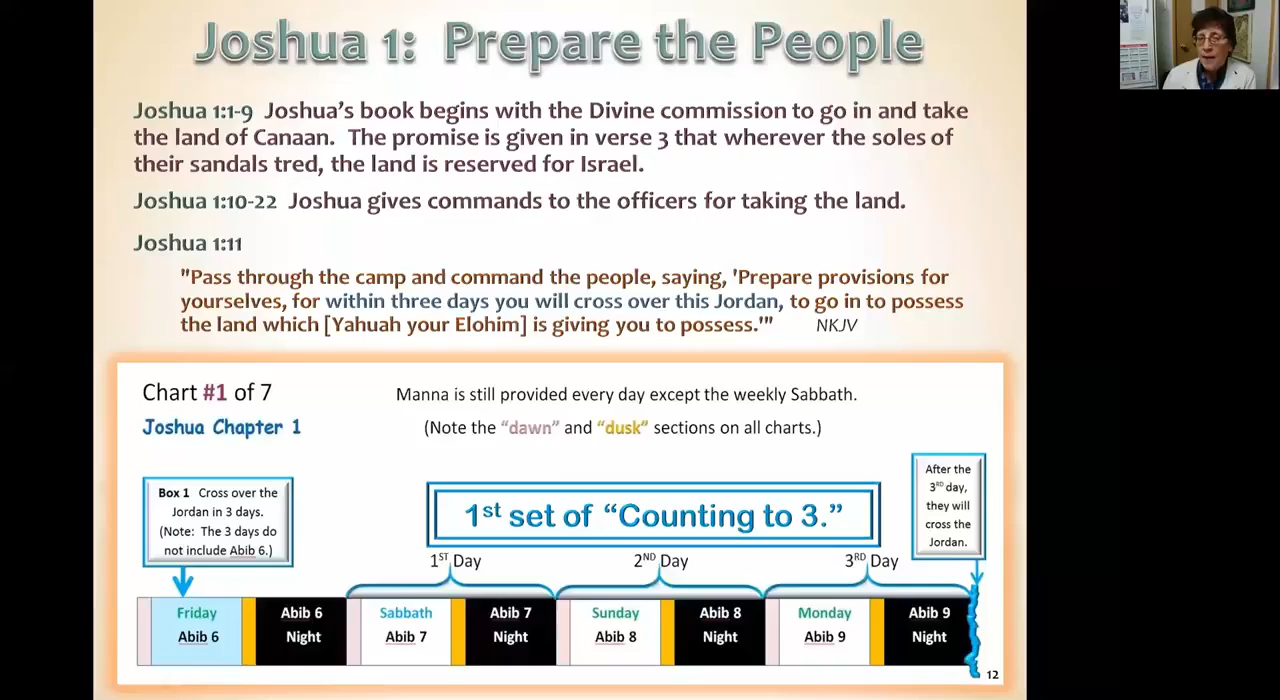 Joshua 1: Prepare the People
Joshua 1:1-9 Joshua's book begins with the Divine commission to go in and take
the land of Canaan. The promise is given in verse 3 that wherever the soles of
their sandals tred, the land is reserved for Israel.
Joshua 1:10-22 Joshua gives commands to the officers for taking the land.
Joshua 1:11
"Pass through the camp and command the people, saying, 'Prepare provisions for
yourselves, for within three days you will cross over this Jordan, to go in to possess
the land which [Yahuah your Elohim] is giving you to possess.'" NKJV
Chart #1 of 7
Manna is still provided every day except the weekly Sabbath.
Joshua Chapter 1
(Note the "dawn" and "dusk" sections on all charts.)
Box 1 Cross over the
Jordan in 3 days.
(Note: The 3 days do
not include Abib 6.)
1st set of "Counting to 3."
After the
3RD day,
they will
cross the
Jordan.
1ST Day
2ND Day
3RD Day
Friday
Abib 6
Abib 6
Night
Sabbath
Abib 7
Abib 7
Night
Sunday
Abib 8
Abib 8
Night
Monday
Abib 9
Abib 9
Night
12